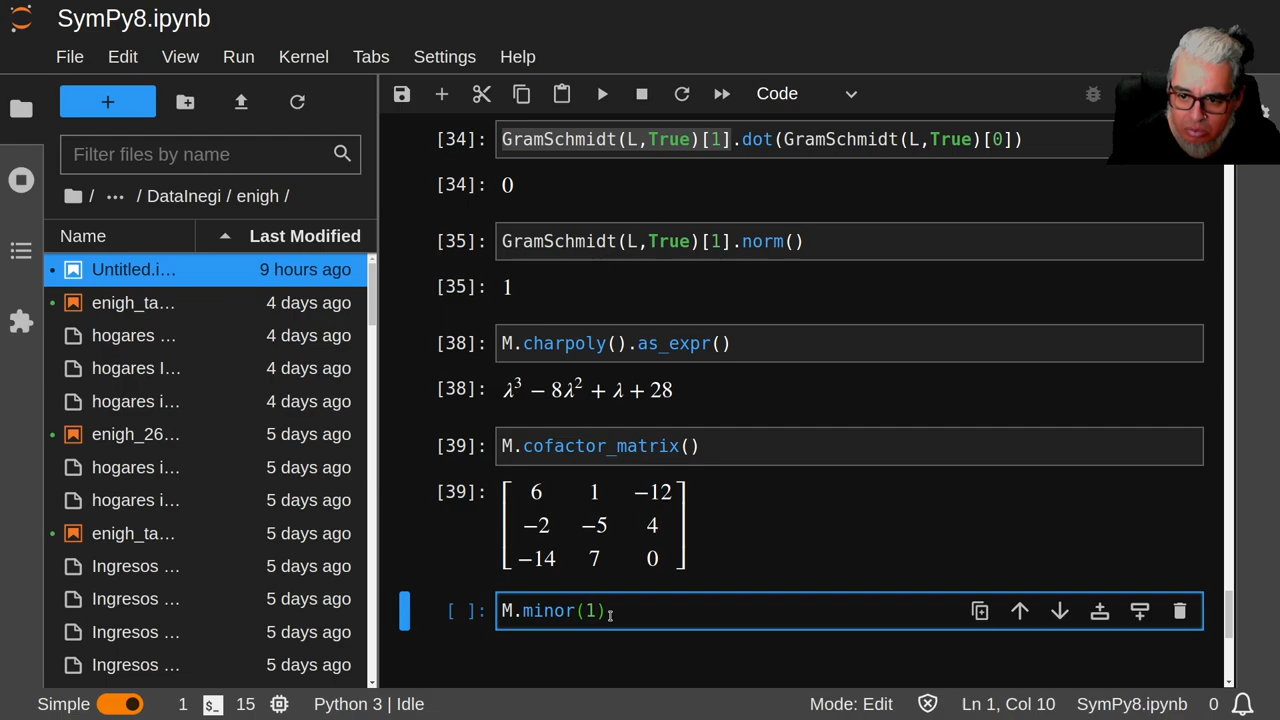 SymPy8.ipynb
File Edit View Run Kernel Tabs Settings Help
Code
Filter files by name
/ ... / DataInegi / enigh /
Name Last Modified
Untitled.i… 9 hours ago
enigh_ta… 4 days ago
hogares … 4 days ago
hogares I… 4 days ago
hogares i… 4 days ago
enigh_26… 5 days ago
hogares i… 5 days ago
hogares i… 5 days ago
enigh_ta… 5 days ago
Ingresos … 5 days ago
Ingresos … 5 days ago
Ingresos … 5 days ago
Ingresos … 5 days ago
[34]: GramSchmidt(L,True)[1].dot(GramSchmidt(L,True)[0])
[34]: 0
[35]: GramSchmidt(L,True)[1].norm()
[35]: 1
[38]: M.charpoly().as_expr()
[38]: λ³ − 8λ² + λ + 28
[39]: M.cofactor_matrix()
[39]:
6 1 −12
−2 −5 4
−14 7 0
[ ]: M.minor(1)
Simple 1 15 Python 3 | Idle Mode: Edit Ln 1, Col 10 SymPy8.ipynb 0